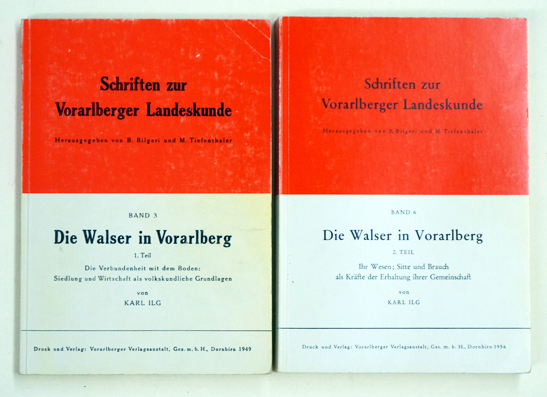 Schriften zur
Vorarlberger Landeskunde
Herausgegeben von B. Bilgeri und M. Tiefenthaler
BAND 3
Die Walser in Vorarlberg
1. Teil
Die Verbundenheit mit dem Boden;
Siedlung und Wirtschaft als volkskundliche Grundlagen
von
KARL ILG
Druck und Verlag: Vorarlberger Verlagsanstalt, Ges. m. b. H., Dornbirn 1949
Schriften zur
Vorarlberger Landeskunde
Herausgegeben von B. Bilgeri und M. Tiefenthaler
BAND 6
Die Walser in Vorarlberg
2. TEIL
Ihr Wesen; Sitte und Brauch
als Kräfte der Erhaltung ihrer Gemeinschaft
von
KARL ILG
Druck und Verlag: Vorarlberger Verlagsanstalt, Ges. m. b. H., Dornbirn 1956